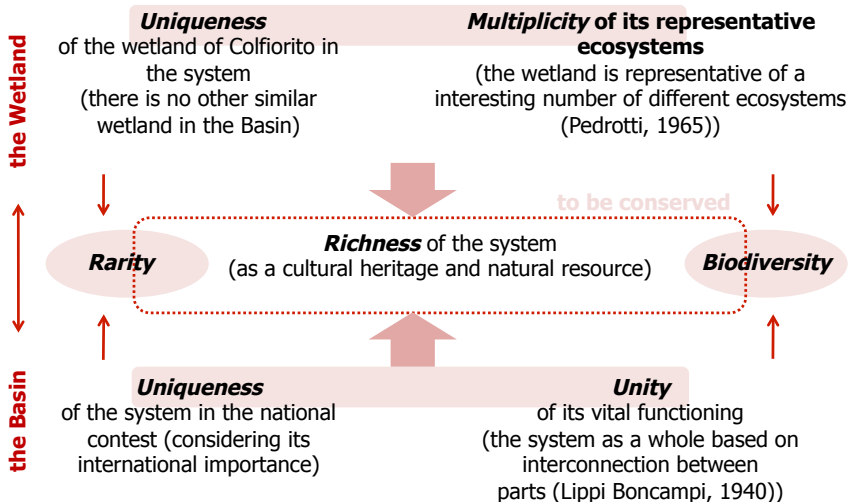 the Wetland
Uniqueness
of the wetland of Colfiorito in
the system
(there is no other similar
wetland in the Basin)
Multiplicity of its representative
ecosystems
(the wetland is representative of a
interesting number of different ecosystems
(Pedrotti, 1965))
to be conserved
Rarity
Richness of the system
(as a cultural heritage and natural resource)
Biodiversity
the Basin
Uniqueness
of the system in the national
contest (considering its
international importance)
Unity
of its vital functioning
(the system as a whole based on
interconnection between
parts (Lippi Boncampi, 1940))